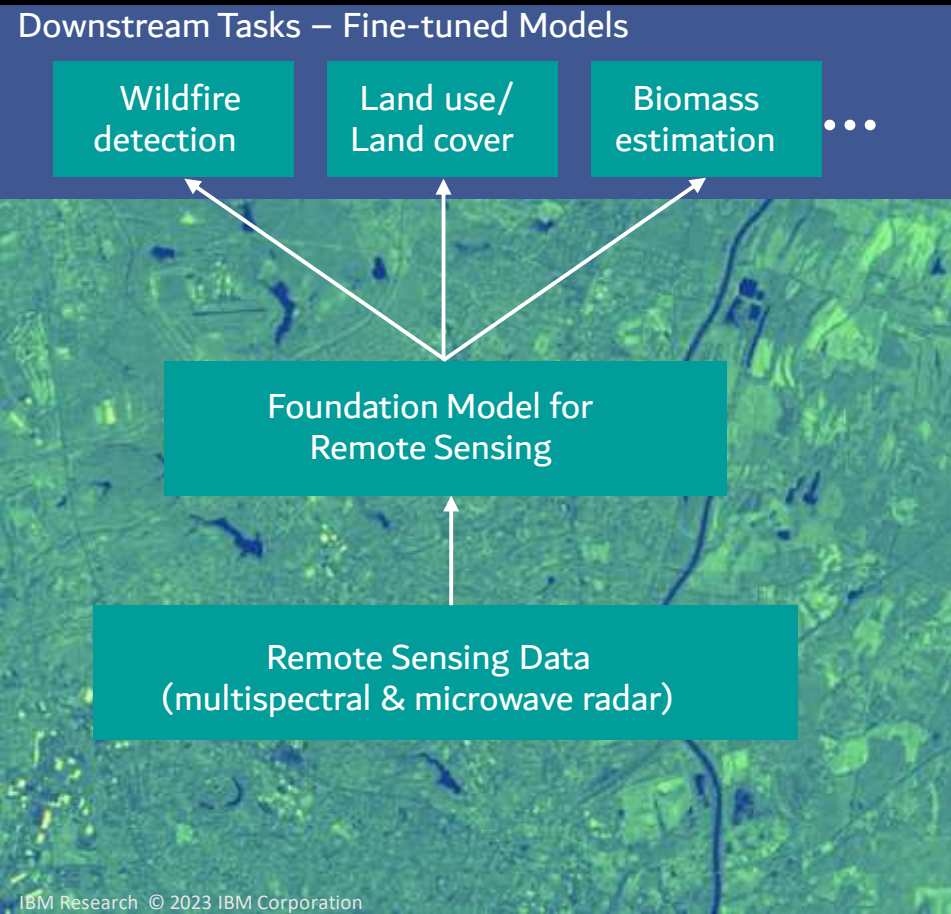 Downstream Tasks – Fine-tuned Models
Wildfire
detection
Land use/
Land cover
Biomass
estimation
...
Foundation Model for
Remote Sensing
Remote Sensing Data
(multispectral & microwave radar)
IBM Research © 2023 IBM Corporation